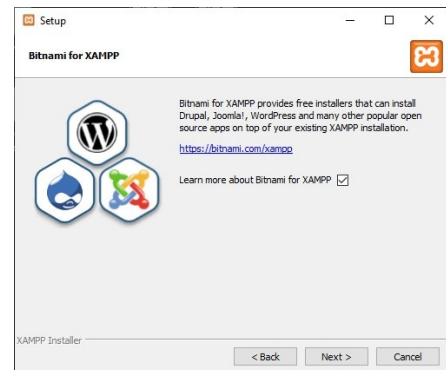 Setup
Bitnami for XAMPP
Bitnami for XAMPP provides free installers that can install
Drupal, Joomla!, WordPress and many other popular open
source apps on top of your existing XAMPP installation.
https://bitnami.com/xampp
Learn more about Bitnami for XAMPP
XAMPP Installer
< Back
Next >
Cancel